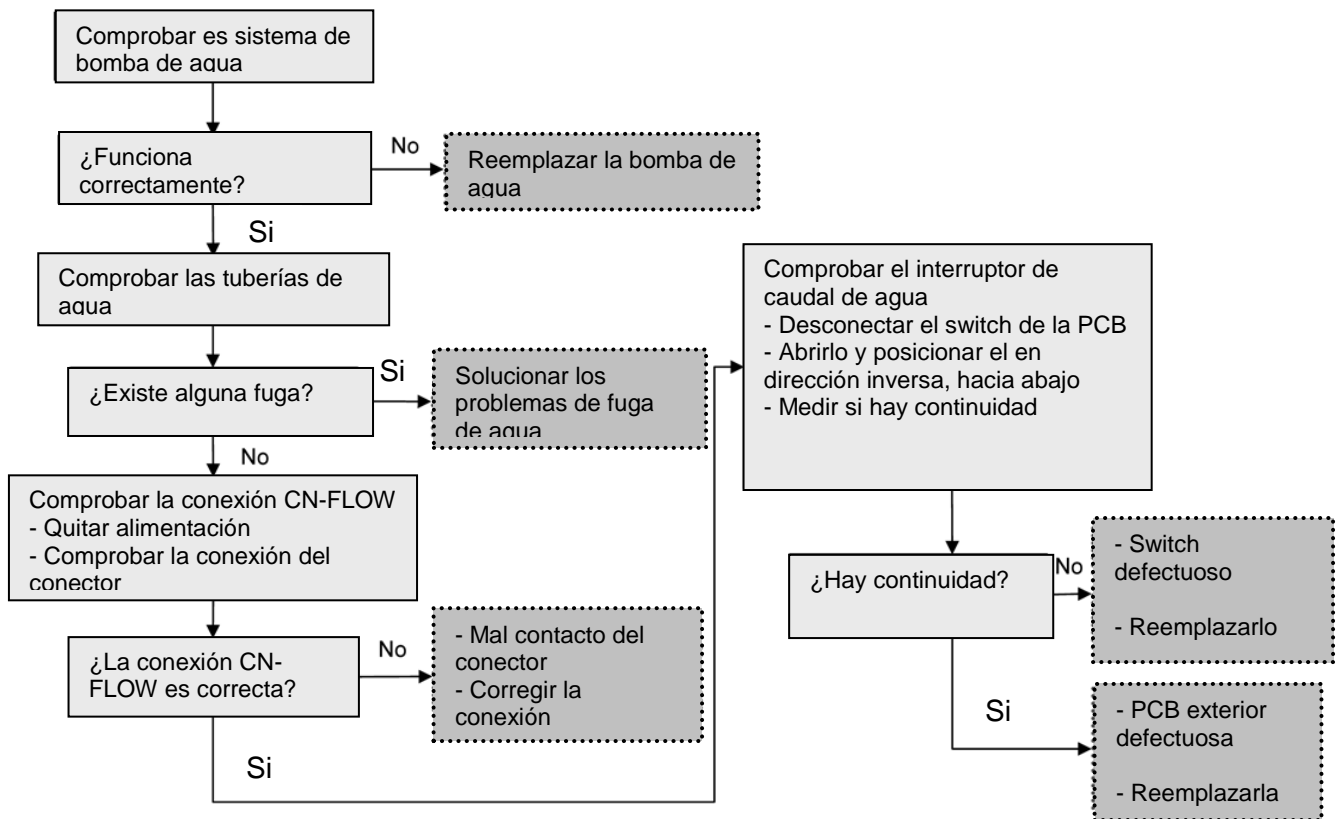 Comprobar es sistema de
bomba de agua
¿Funciona
correctamente?
No
Reemplazar la bomba de
agua
Si
Comprobar las tuberías de
agua
¿Existe alguna fuga?
Si
Solucionar los
problemas de fuga
de agua
No
Comprobar la conexión CN-FLOW
- Quitar alimentación
- Comprobar la conexión del
conector
¿La conexión CN-
FLOW es correcta?
No
- Mal contacto del
conector
- Corregir la
conexión
Si
Comprobar el interruptor de
caudal de agua
- Desconectar el switch de la PCB
- Abrirlo y posicionar el en
dirección inversa, hacia abajo
- Medir si hay continuidad
¿Hay continuidad?
No
- Switch
defectuoso
- Reemplazarlo
Si
- PCB exterior
defectuosa
- Reemplazarla